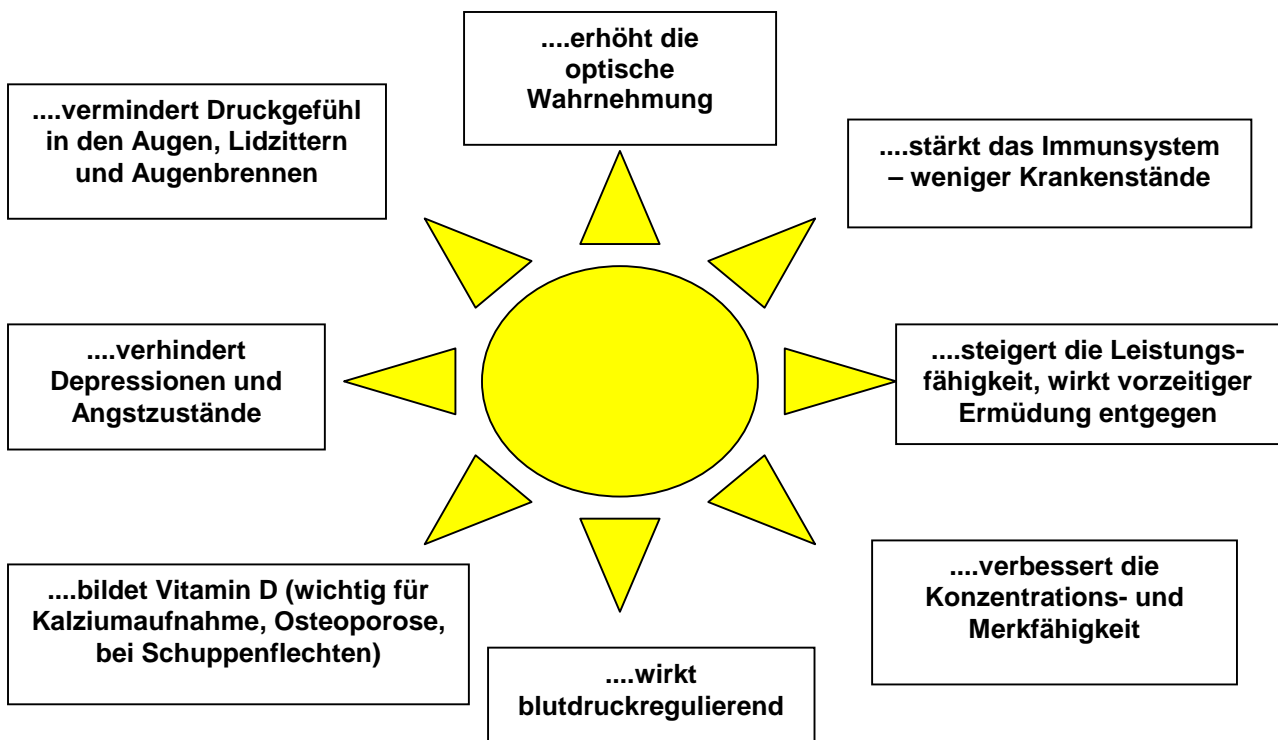 ....erhöht die
optische
Wahrnehmung
....vermindert Druckgefühl
in den Augen, Lidzittern
und Augenbrennen
....stärkt das Immunsystem
– weniger Krankenstände
....verhindert
Depressionen und
Angstzustände
....steigert die Leistungs-
fähigkeit, wirkt vorzeitiger
Ermüdung entgegen
....bildet Vitamin D (wichtig für
Kalziumaufnahme, Osteoporose,
bei Schuppenflechten)
....verbessert die
Konzentrations- und
Merkfähigkeit
....wirkt
blutdruckregulierend